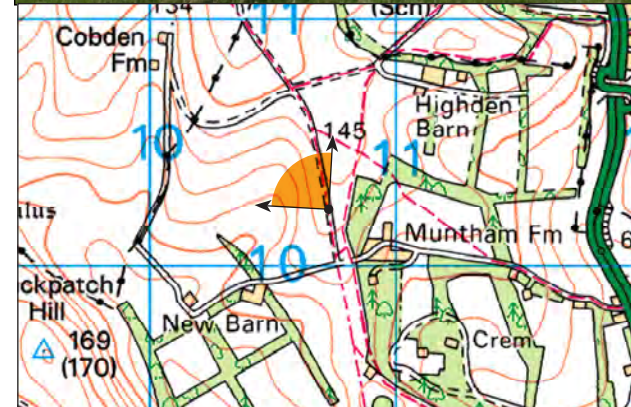 134
11
(Sch)
Cobden
Fm
Highden
Barn
145
10
11
Muntham Fm
10
6
ckpatch
Hill
New Barn
169
(170)
Crem